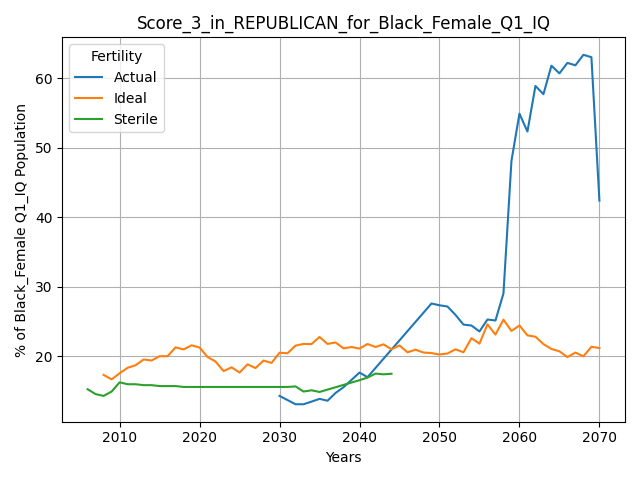 Score_3_in_REPUBLICAN_for_Black_Female_Q1_IQ
Fertility
Actual
Ideal
Sterile
% of Black_Female Q1_IQ Population
60
50
40
30
20
2010 2020 2030 2040 2050 2060 2070
Years